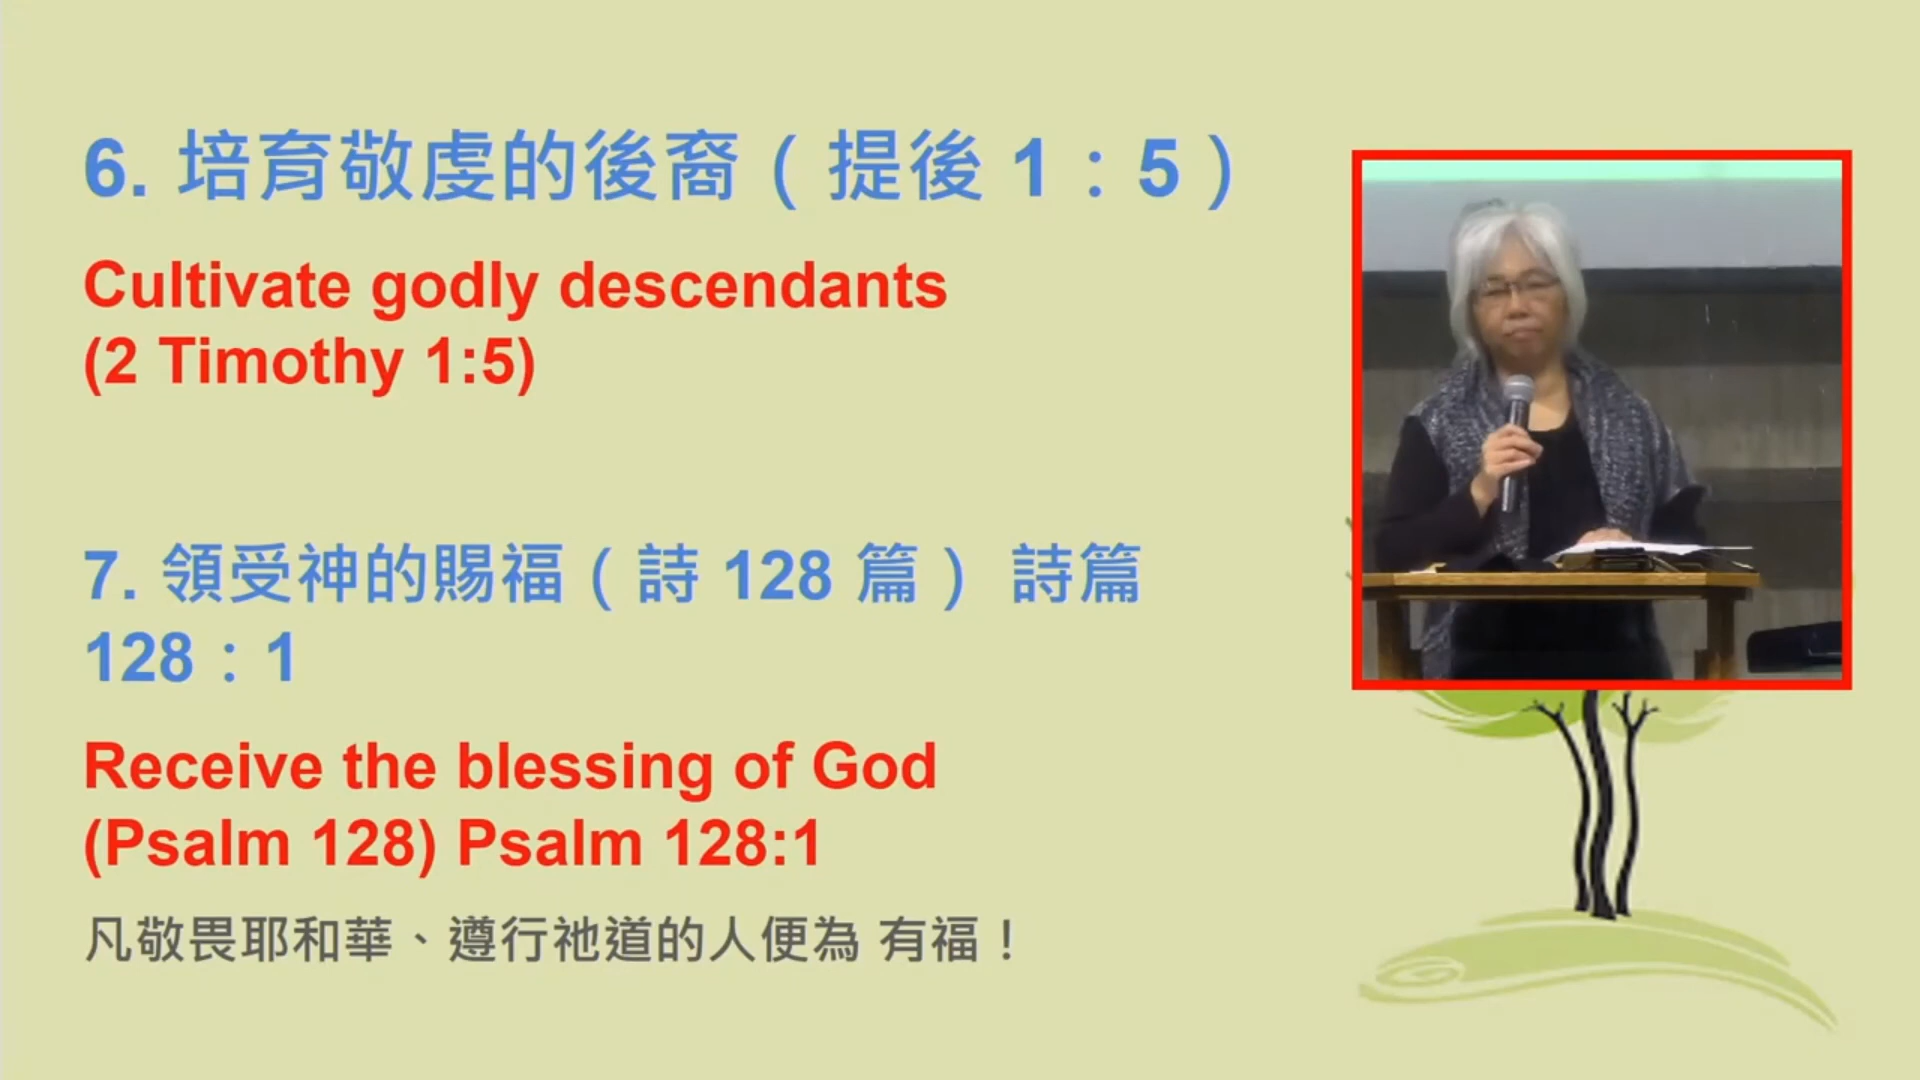 6. 培育敬虔的後裔（提後 1：5）
Cultivate godly descendants
(2 Timothy 1:5)
7. 領受神的賜福（詩 128 篇） 詩篇
128：1
Receive the blessing of God
(Psalm 128) Psalm 128:1
凡敬畏耶和華、遵行祂道的人便為 有福！